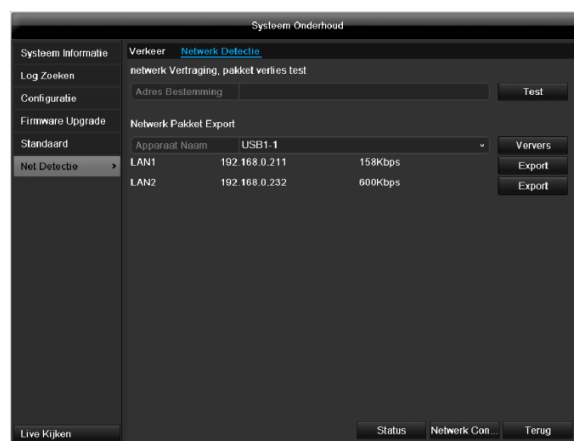 Systeem Onderhoud
Systeem Informatie
Log Zoeken
Configuratie
Firmware Upgrade
Standaard
Net Detectie >
Live Kijken
Verkeer Netwerk Detectie
netwerk Vertraging, pakket verlies test
Adres Bestemming Test
Netwerk Pakket Export
Apparaat Naam USB1-1 Ververs
LAN1 192.168.0.211 158Kbps Export
LAN2 192.168.0.232 600Kbps Export
Status Netwerk Con... Terug